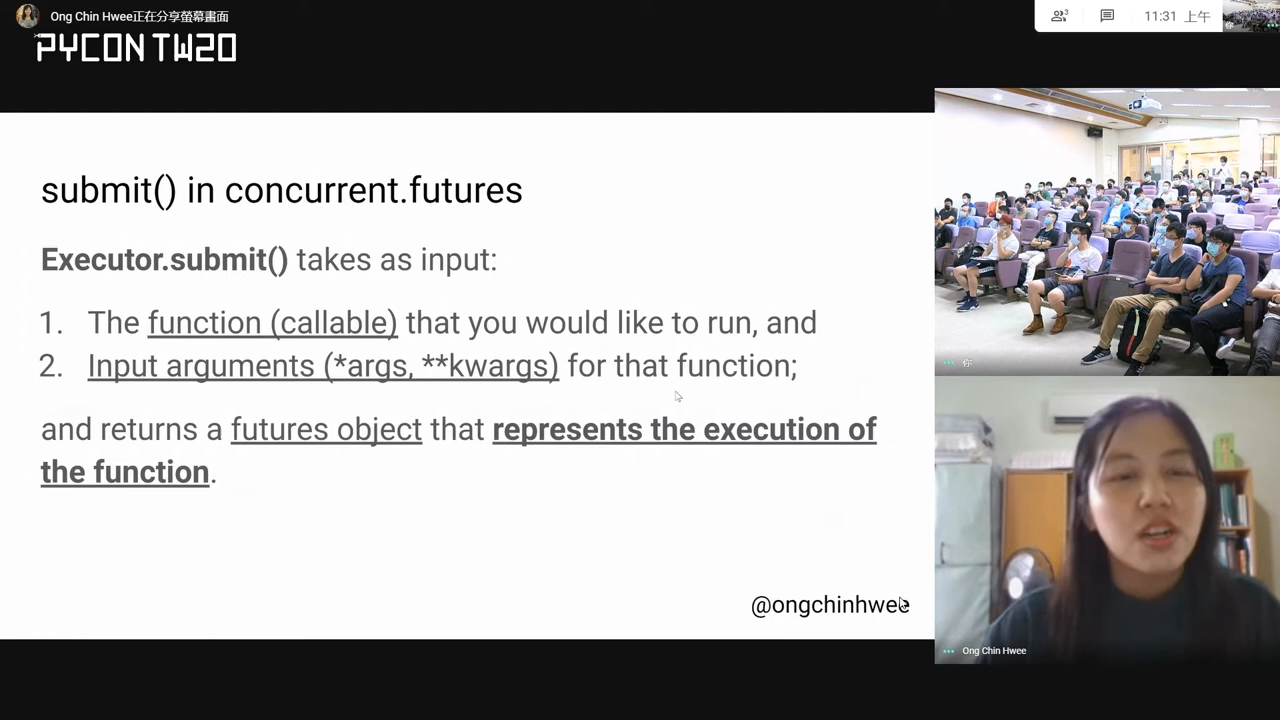 Ong Chin Hwee正在分享螢幕畫面
PYCON TW20
3
11:31 上午
你
submit() in concurrent.futures
Executor.submit() takes as input:
1. The function (callable) that you would like to run, and
2. Input arguments (*args, **kwargs) for that function;
and returns a futures object that represents the execution of
the function.
@ongchinhwee
你
Ong Chin Hwee